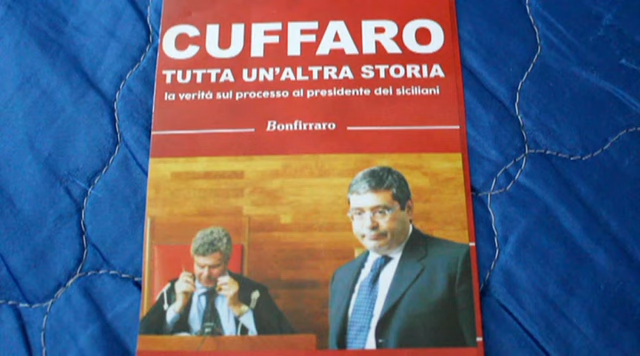 CUFFARO
TUTTA UN'ALTRA STORIA
la verità sul processo al presidente dei siciliani
Bonfirraro